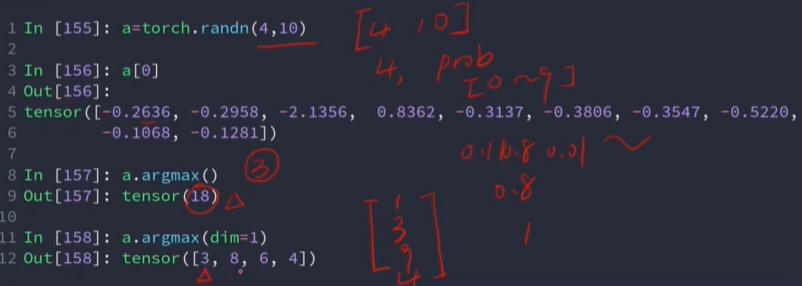 1 In [155]: a=torch.randn(4,10)
2
3 In [156]: a[0]
4 Out[156]:
5 tensor([-0.2636, -0.2958, -2.1356, 0.8362, -0.3137, -0.3806, -0.3547, -0.5220,
6 -0.1068, -0.1281])
7
8 In [157]: a.argmax()
9 Out[157]: tensor(18)
10
11 In [158]: a.argmax(dim=1)
12 Out[158]: tensor([3, 8, 6, 4])
[4 10]
4, prob
[0~9]
0.1 0.8 0.01
0.8
1
3
1
3
9
4